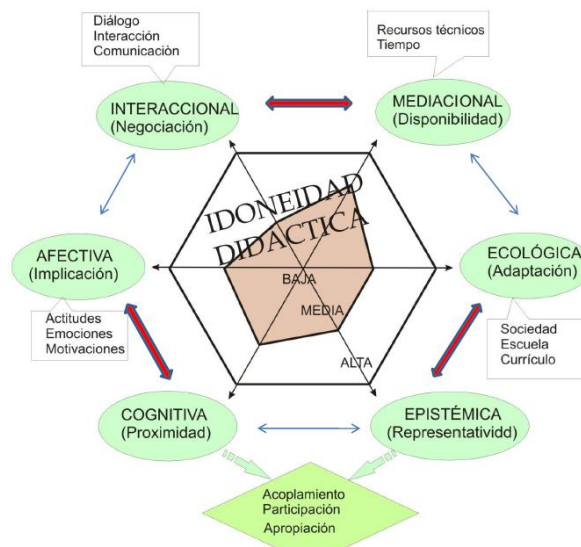 Diálogo
Interacción
Comunicaciòn
Recursos técnicos
Tiempo
INTERACCIONAL
(Negociación)
MEDIACIONAL
(Disponibilidad)
IDONEIDAD
DIDACTICA
AFECTIVA
(Implicación)
ECOLÓGICA
(Adaptación)
BAJA
MEDIA
ALTA
Actitudes
Emociones
Motivaciones
Sociedad
Escuela
Currículo
COGNITIVA
(Proximidad)
EPISTÉMICA
(Representatividd)
Acoplamiento
Participación
Apropiación